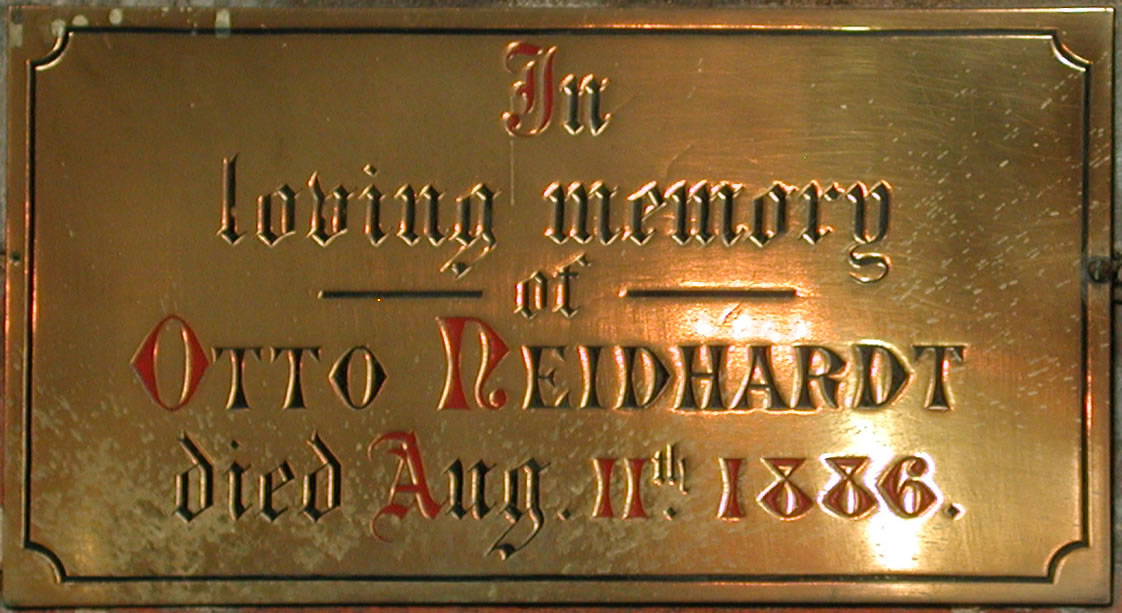 In
loving memory
of
OTTO NEIDHARDT
died Aug. 11th. 1886.